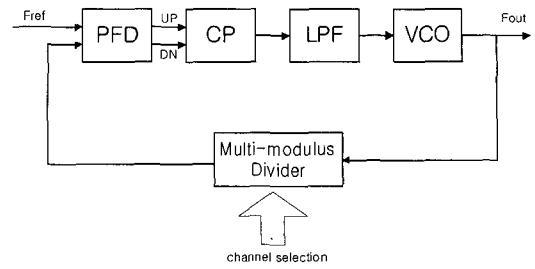 Fref
UP
Fout
PFD
CP
LPF
VCO
DN
Multi-modulus
Divider
channel selection